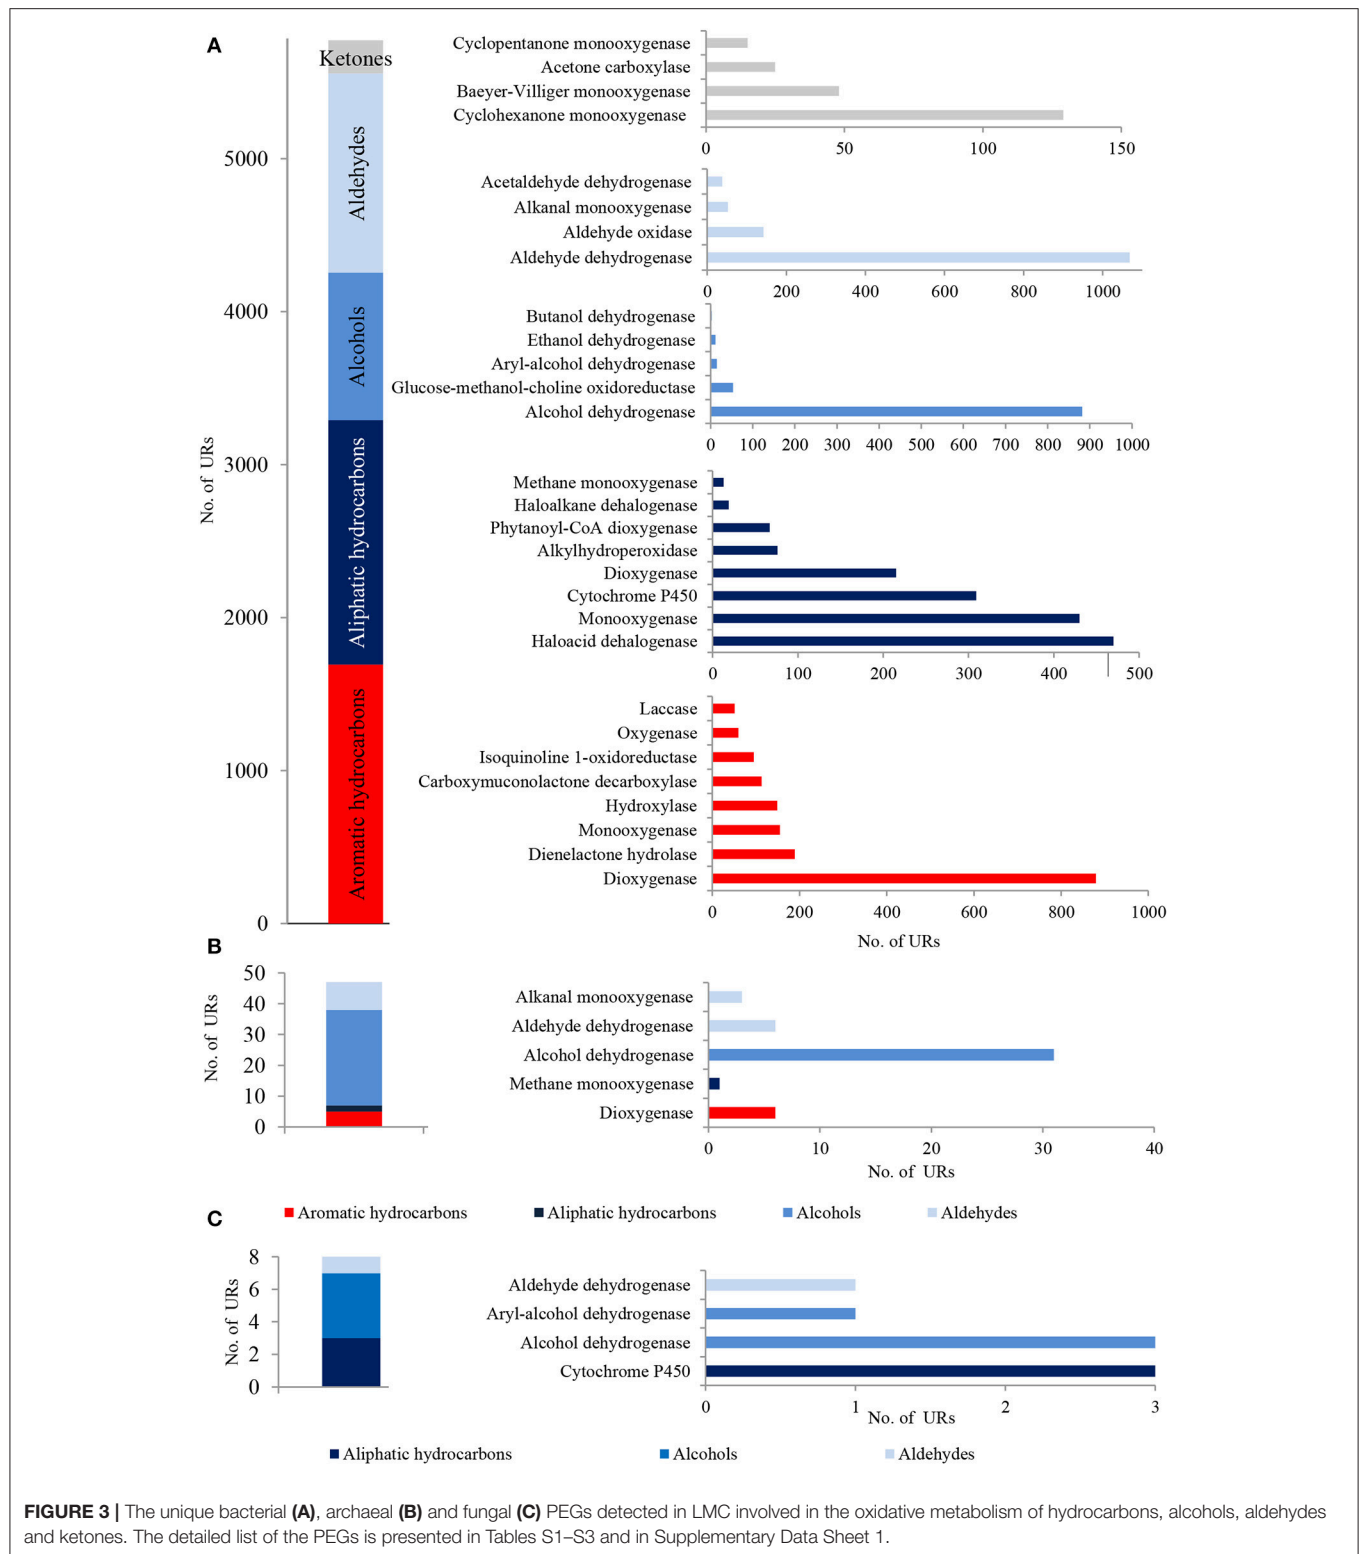 A
Ketones
Aldehydes
Alcohols
Aliphatic hydrocarbons
Aromatic hydrocarbons
No. of URs
5000
4000
3000
2000
1000
0
Cyclopentanone monooxygenase
Acetone carboxylase
Baeyer-Villiger monooxygenase
Cyclohexanone monooxygenase
0 50 100 150
Acetaldehyde dehydrogenase
Alkanal monooxygenase
Aldehyde oxidase
Aldehyde dehydrogenase
0 200 400 600 800 1000
Butanol dehydrogenase
Ethanol dehydrogenase
Aryl-alcohol dehydrogenase
Glucose-methanol-choline oxidoreductase
Alcohol dehydrogenase
0 100 200 300 400 500 600 700 800 900 1000
Methane monooxygenase
Haloalkane dehalogenase
Phytanoyl-CoA dioxygenase
Alkylhydroperoxidase
Dioxygenase
Cytochrome P450
Monooxygenase
Haloacid dehalogenase
0 100 200 300 400 500
Laccase
Oxygenase
Isoquinoline 1-oxidoreductase
Carboxymuconolactone decarboxylase
Hydroxylase
Monooxygenase
Dienelactone hydrolase
Dioxygenase
0 200 400 600 800 1000
No. of URs
B
No. of URs
50
40
30
20
10
0
Alkanal monooxygenase
Aldehyde dehydrogenase
Alcohol dehydrogenase
Methane monooxygenase
Dioxygenase
0 10 20 30 40
No. of URs
Aromatic hydrocarbons Aliphatic hydrocarbons Alcohols Aldehydes
C
No. of URs
8
6
4
2
0
Aldehyde dehydrogenase
Aryl-alcohol dehydrogenase
Alcohol dehydrogenase
Cytochrome P450
0 1 2 3
No. of URs
Aliphatic hydrocarbons Alcohols Aldehydes
FIGURE 3 | The unique bacterial (A), archaeal (B) and fungal (C) PEGs detected in LMC involved in the oxidative metabolism of hydrocarbons, alcohols, aldehydes
and ketones. The detailed list of the PEGs is presented in Tables S1–S3 and in Supplementary Data Sheet 1.